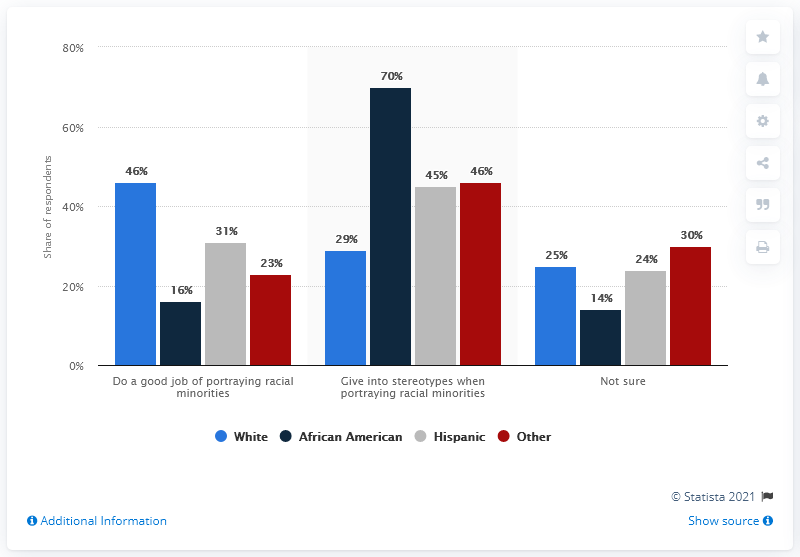 80%
60%
40%
20%
0%
Share of respondents
46%
16%
31%
23%
29%
70%
45%
46%
25%
14%
24%
30%
Do a good job of portraying racial
minorities
Give into stereotypes when
portraying racial minorities
Not sure
White
African American
Hispanic
Other
© Statista 2021
Additional Information
Show source